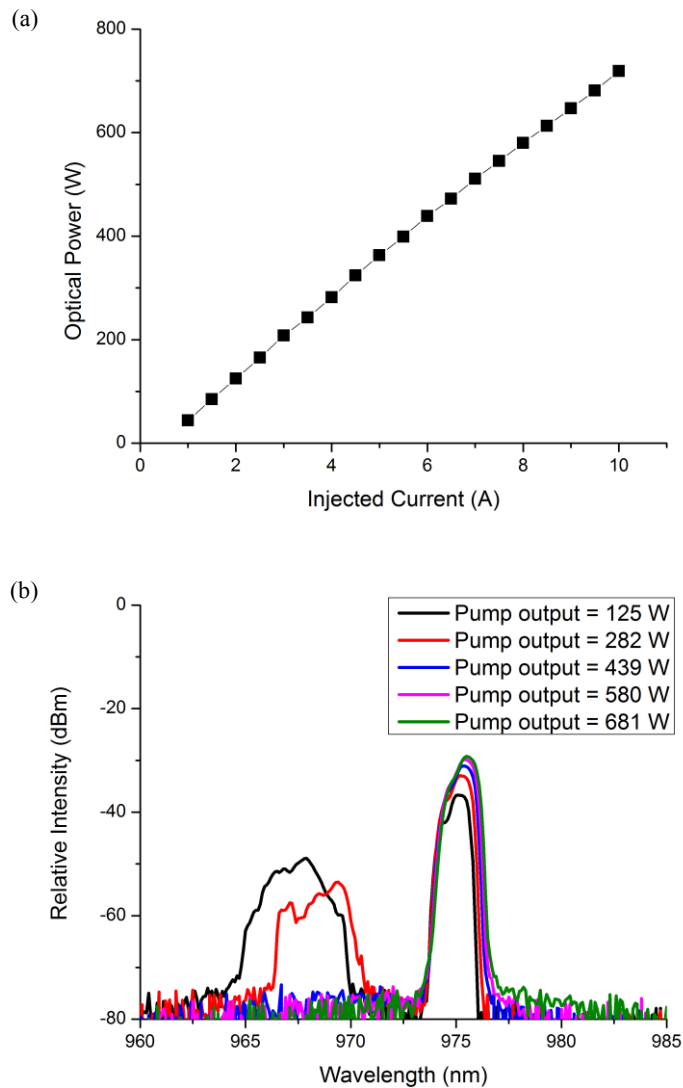 (a)
800
600
400
200
0
Optical Power (W)
0 2 4 6 8 10
Injected Current (A)
(b)
0
-20
-40
-60
-80
Relative Intensity (dBm)
Pump output = 125 W
Pump output = 282 W
Pump output = 439 W
Pump output = 580 W
Pump output = 681 W
960 965 970 975 980 985
Wavelength (nm)